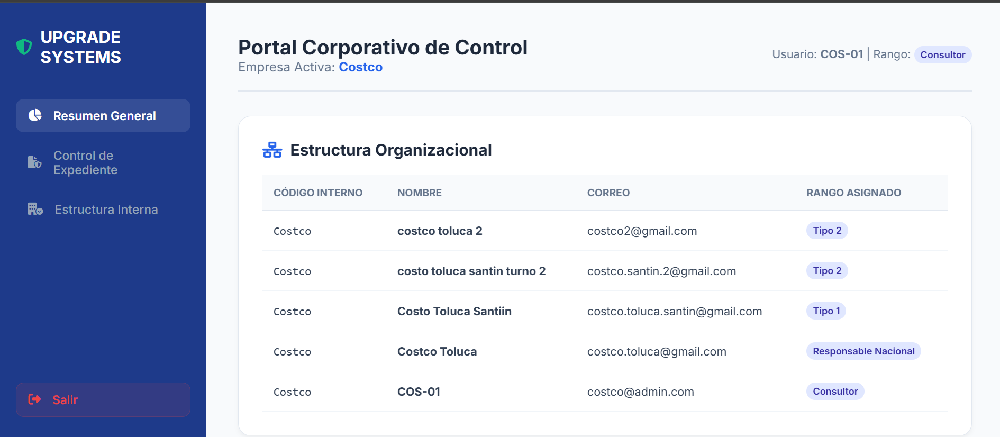 UPGRADE
SYSTEMS
Resumen General
Control de
Expediente
Estructura Interna
Salir
Portal Corporativo de Control
Empresa Activa: Costco
Usuario: COS-01 | Rango: Consultor
Estructura Organizacional
CÓDIGO INTERNO NOMBRE CORREO RANGO ASIGNADO
Costco costco toluca 2 costco2@gmail.com Tipo 2
Costco costo toluca santin turno 2 costco.santin.2@gmail.com Tipo 2
Costco Costo Toluca Santiin costco.toluca.santin@gmail.com Tipo 1
Costco Costco Toluca costco.toluca@gmail.com Responsable Nacional
Costco COS-01 costco@admin.com Consultor